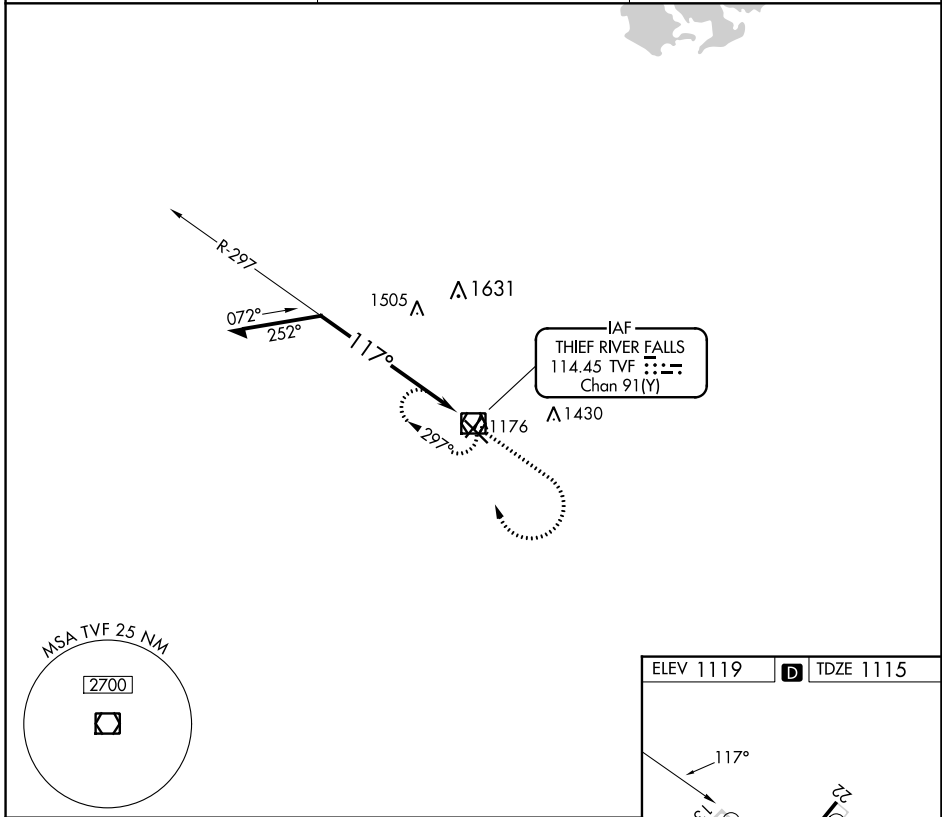 R-297
1505
1631
072°
252°
117°
IAF
THIEF RIVER FALLS
114.45 TVF
Chan 91(Y)
1430
1176
297°
MSA TVF 25 NM
2700
ELEV 1119
D
TDZE 1115
117°
13
22